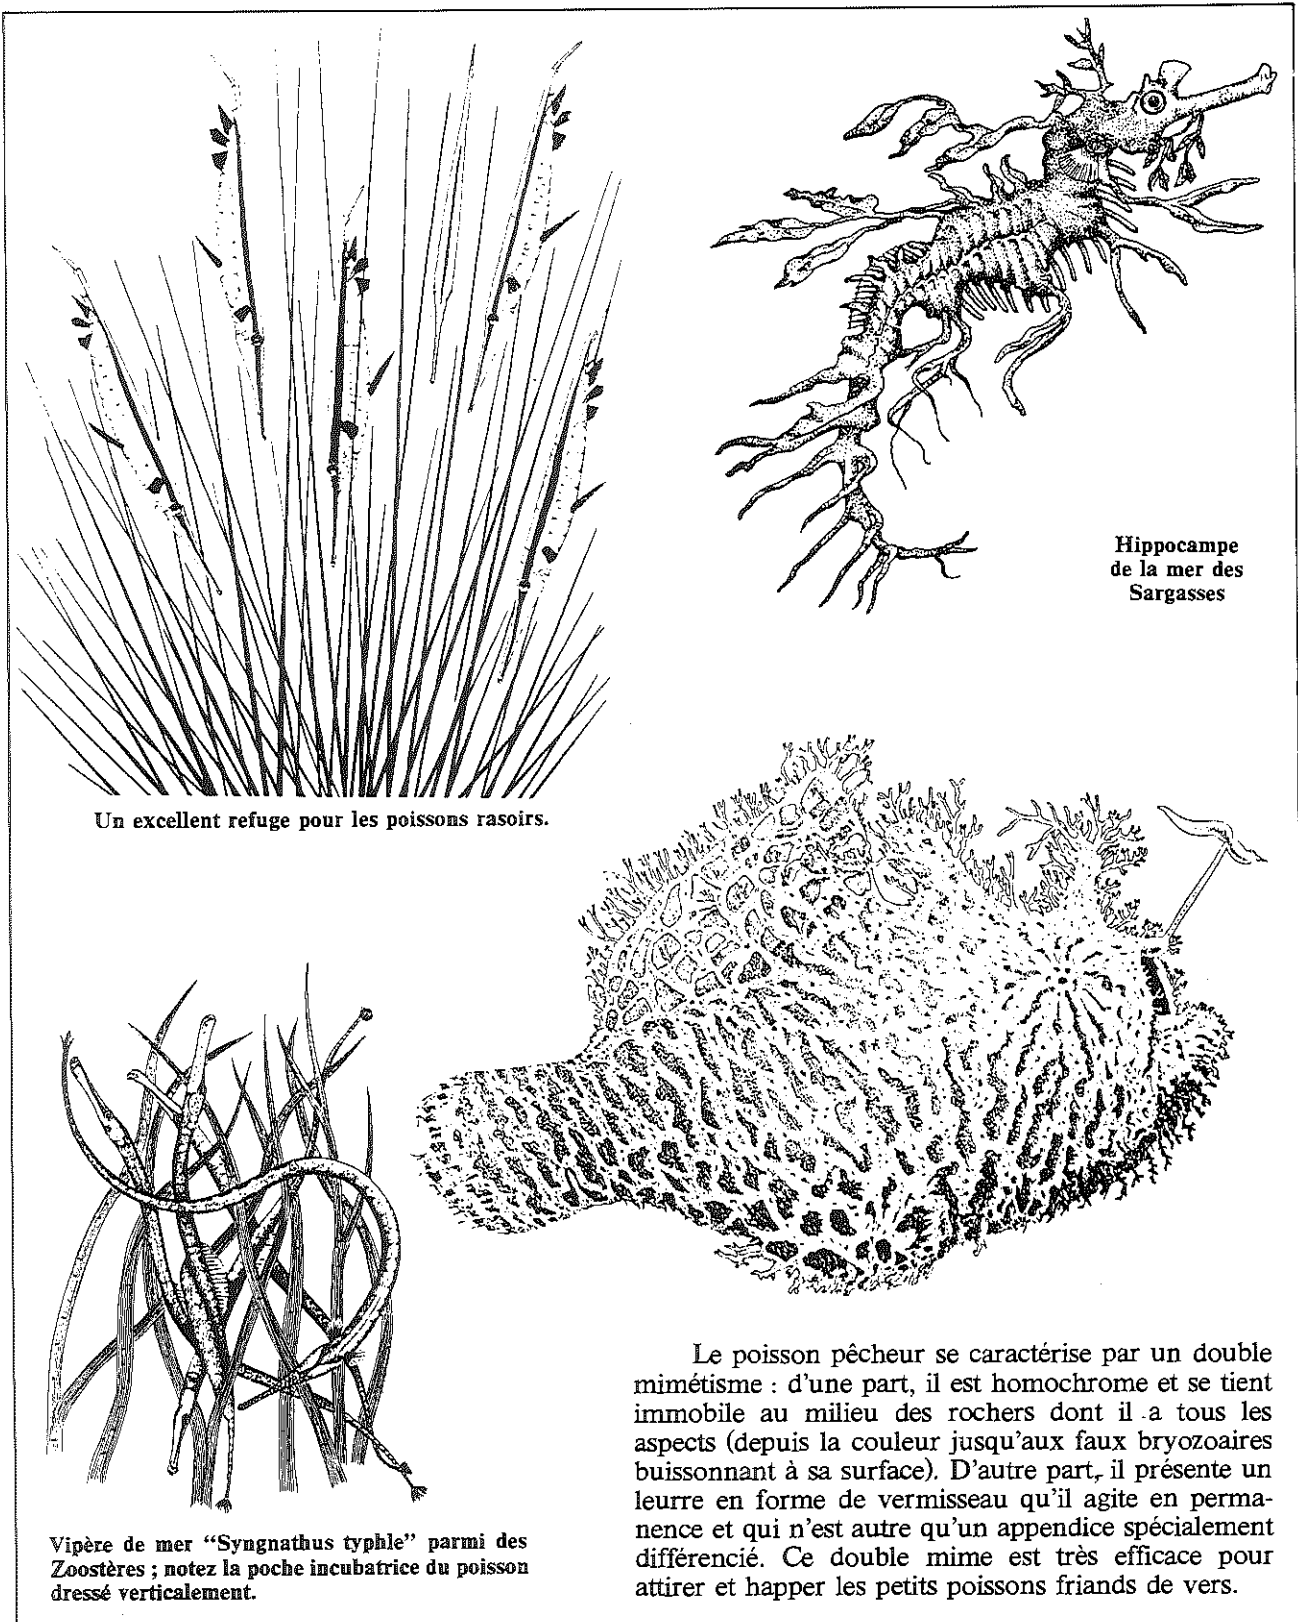 Hippocampe
de la mer des
Sargasses
Un excellent refuge pour les poissons rasoirs.
Vipère de mer "Syngnathus typhle" parmi des
Zoostères ; notez la poche incubatrice du poisson
dressé verticalement.
Le poisson pêcheur se caractérise par un double
mimétisme : d'une part, il est homochrome et se tient
immobile au milieu des rochers dont il a tous les
aspects (depuis la couleur jusqu'aux faux bryozoaires
buissonnant à sa surface). D'autre part, il présente un
leurre en forme de vermisseau qu'il agite en perma-
nence et qui n'est autre qu'un appendice spécialement
différencié. Ce double mime est très efficace pour
attirer et happer les petits poissons friands de vers.